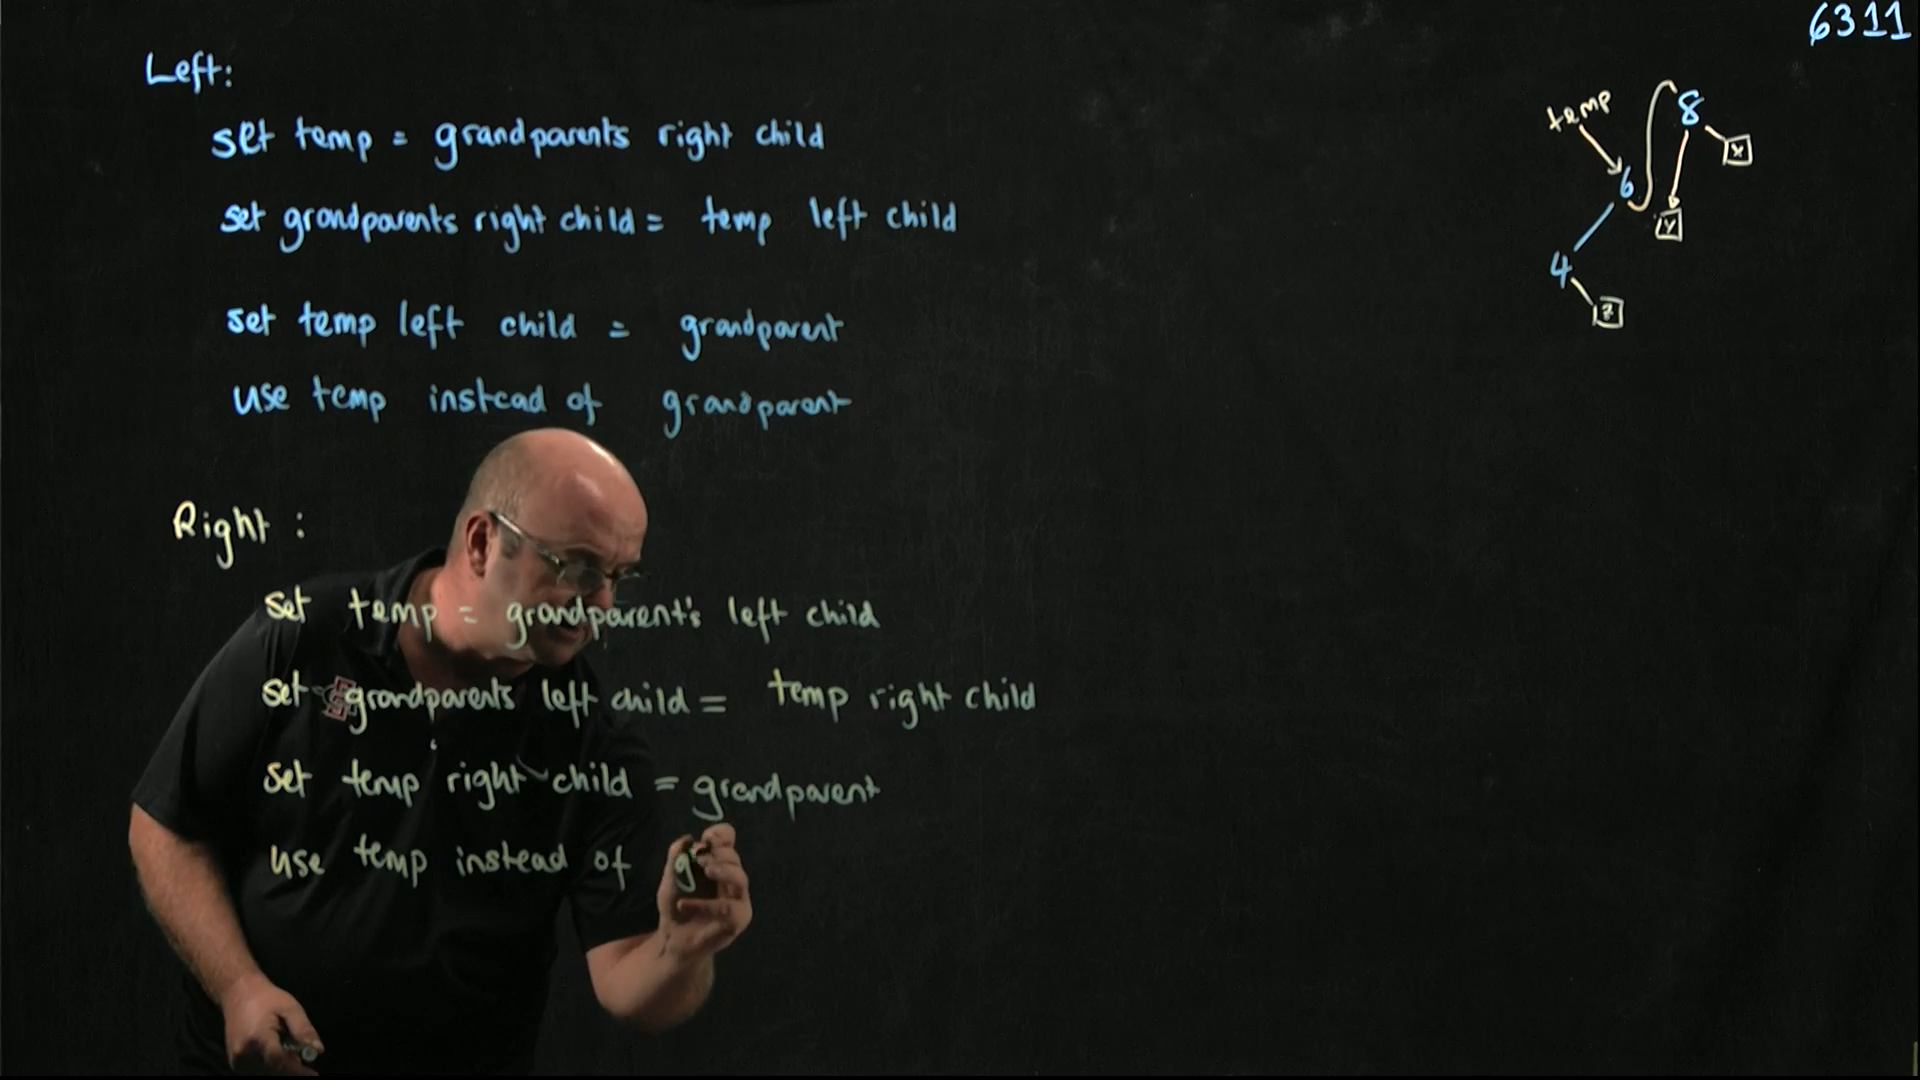 6311
Left:
set temp = grandparents right child
set grandparents right child = temp left child
set temp left child = grandparent
use temp instead of grandparent
Right :
set temp = grandparent's left child
set grandparents left child = temp right child
set temp right child = grandparent
use temp instead of g
temp
8
x
6
y
4
z